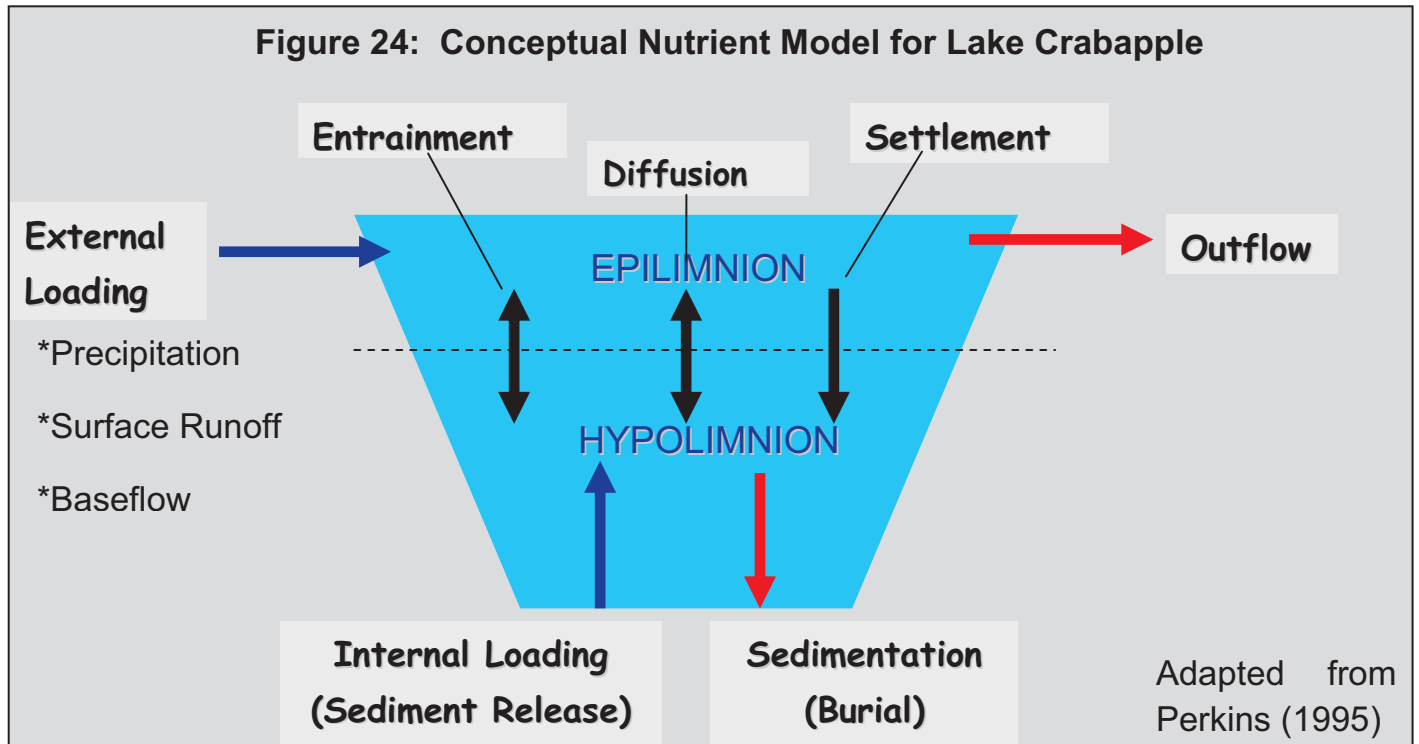 Figure 24: Conceptual Nutrient Model for Lake Crabapple
Entrainment
Diffusion
Settlement
External
Loading
*Precipitation
*Surface Runoff
*Baseflow
EPILIMNION
HYPOLIMNION
Outflow
Internal Loading
(Sediment Release)
Sedimentation
(Burial)
Adapted from
Perkins (1995)